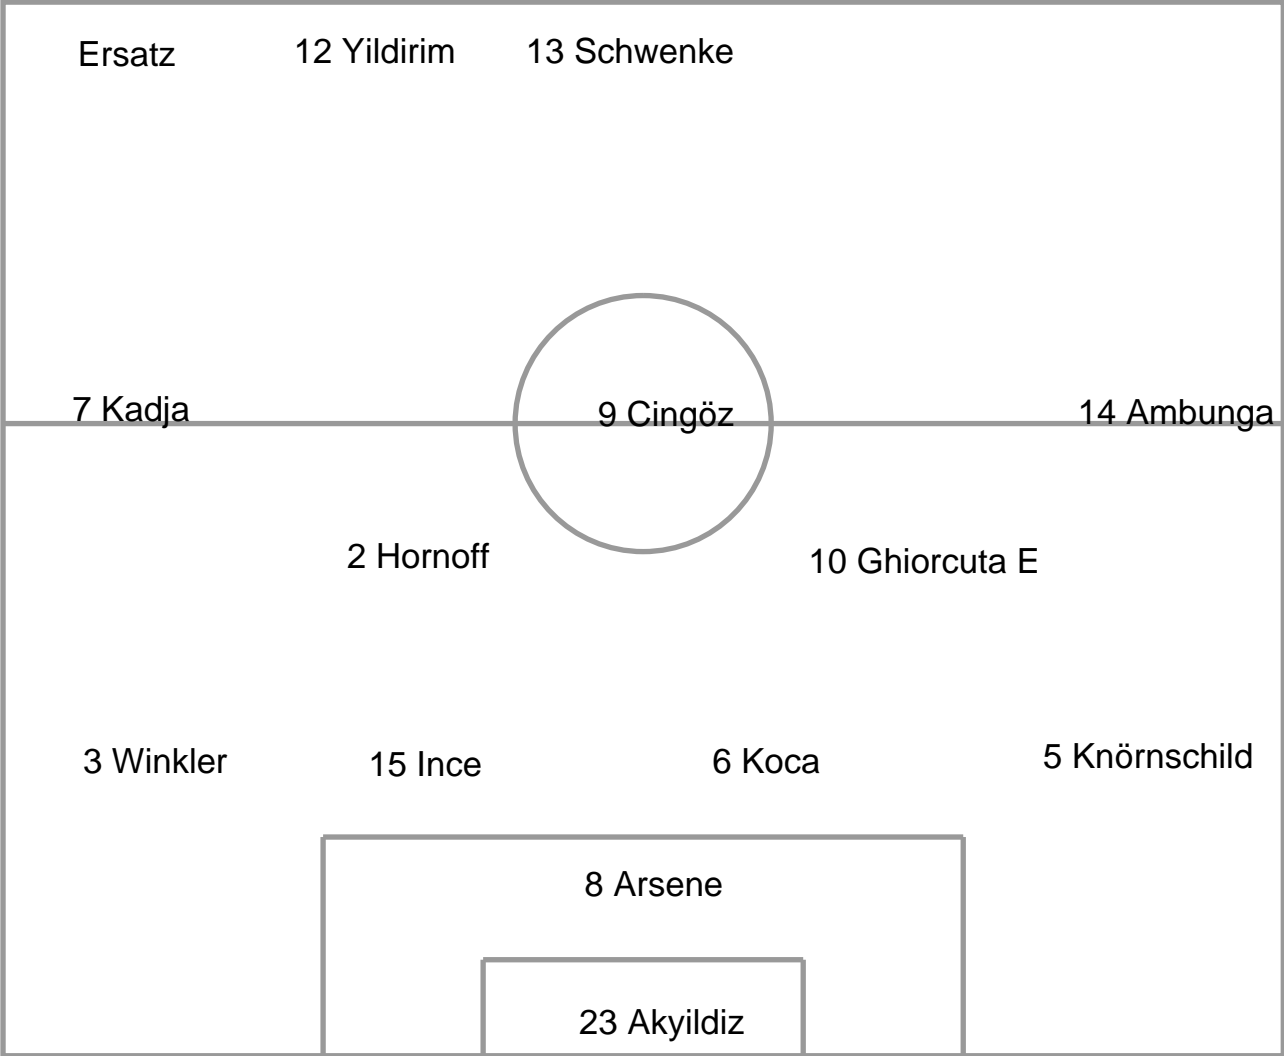 Ersatz 12 Yildirim 13 Schwenke
7 Kadja 9 Cingöz 14 Ambunga
2 Hornoff 10 Ghiorcuta E
3 Winkler 15 Ince 6 Koca 5 Knörnschild
8 Arsene
23 Akyildiz